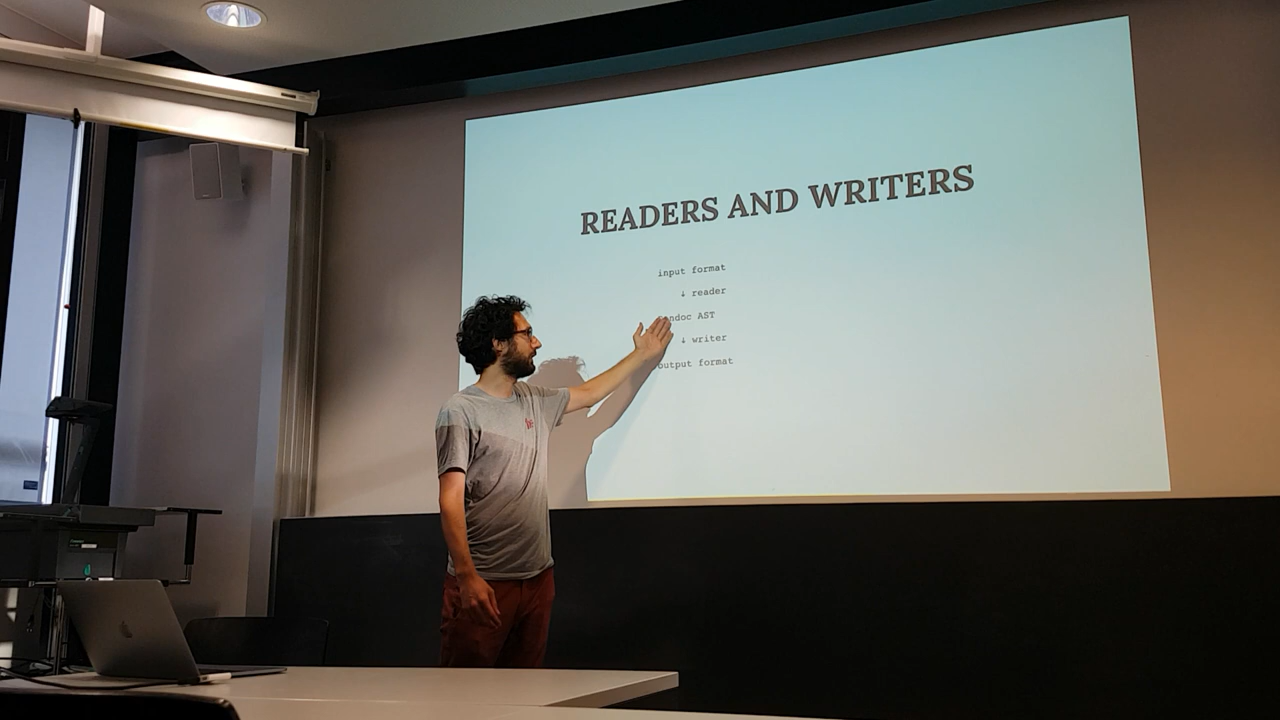 READERS AND WRITERS
input format
↓ reader
AST
↓ writer
output format